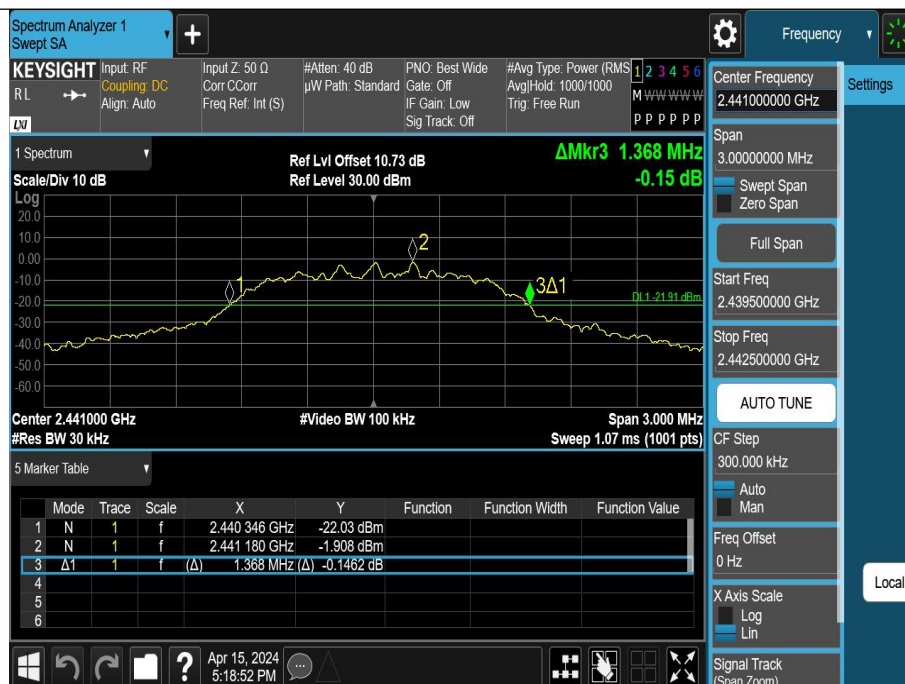 Spectrum Analyzer 1
Swept SA
+
Frequency
KEYSIGHT
RL
LXI
Input: RF
Coupling: DC
Align: Auto
Input Z: 50 Ω
Corr CCorr
Freq Ref: Int (S)
#Atten: 40 dB
µW Path: Standard
PNO: Best Wide
Gate: Off
IF Gain: Low
Sig Track: Off
#Avg Type: Power (RMS
Avg|Hold: 1000/1000
Trig: Free Run
1 2 3 4 5 6
M W W W W W
P P P P P P
Settings
1 Spectrum
Scale/Div 10 dB
Ref Lvl Offset 10.73 dB
Ref Level 30.00 dBm
ΔMkr3 1.368 MHz
-0.15 dB
Log
20.0
10.0
0.00
-10.0
-20.0
-30.0
-40.0
-50.0
-60.0
1
2
3Δ1
DL1 -21.91 dBm
Center 2.441000 GHz
#Video BW 100 kHz
Span 3.000 MHz
#Res BW 30 kHz
Sweep 1.07 ms (1001 pts)
5 Marker Table
Mode Trace Scale X Y Function Function Width Function Value
1 N 1 f 2.440 346 GHz -22.03 dBm
2 N 1 f 2.441 180 GHz -1.908 dBm
3 Δ1 1 f (Δ) 1.368 MHz (Δ) -0.1462 dB
4
5
6
?
Apr 15, 2024
5:18:52 PM
Center Frequency
2.441000000 GHz
Span
3.00000000 MHz
Swept Span
Zero Span
Full Span
Start Freq
2.439500000 GHz
Stop Freq
2.442500000 GHz
AUTO TUNE
CF Step
300.000 kHz
Auto
Man
Freq Offset
0 Hz
X Axis Scale
Log
Lin
Signal Track
(Span Zoom)
Local